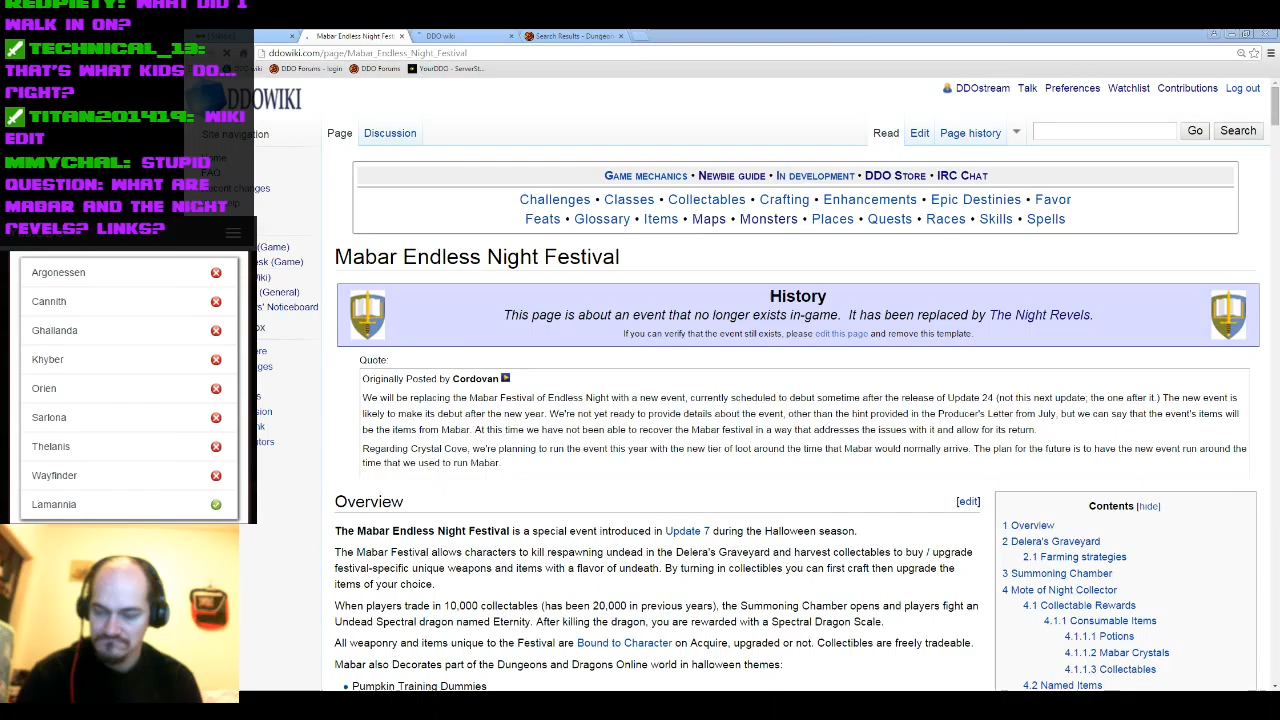 REDPIETY: WHAT DID I
WALK IN ON?
TECHNICAL_13:
THAT'S WHAT KIDS DO...
RIGHT?
TITAN201419: WIKI
EDIT
MMYCHAL: STUPID
QUESTION: WHAT ARE
MABAR AND THE NIGHT
REVELS? LINKS?
Argonessen
Cannith
Ghallanda
Khyber
Orien
Sarlona
Thelanis
Wayfinder
Lamannia
Mabar Endless Night Festi
DDO wiki
Search Results - Dungeon
ddowiki.com/page/Mabar_Endless_Night_Festival
DDO Forums - login
DDO Forums
YourDDO - ServerSt...
DDOWIKI
DDOstream Talk Preferences Watchlist Contributions Log out
Site navigation
Page Discussion
Read Edit Page history
Go Search
Home
FAQ
Recent changes
(Game)
esk (Game)
iki)
(General)
rs' Noticeboard
Game mechanics • Newbie guide • In development • DDO Store • IRC Chat
Challenges • Classes • Collectables • Crafting • Enhancements • Epic Destinies • Favor
Feats • Glossary • Items • Maps • Monsters • Places • Quests • Races • Skills • Spells
Mabar Endless Night Festival
History
This page is about an event that no longer exists in-game. It has been replaced by The Night Revels.
If you can verify that the event still exists, please edit this page and remove this template.
Quote:
Originally Posted by Cordovan
We will be replacing the Mabar Festival of Endless Night with a new event, currently scheduled to debut sometime after the release of Update 24 (not this next update; the one after it.) The new event is
likely to make its debut after the new year. We're not yet ready to provide details about the event, other than the hint provided in the Producer's Letter from July, but we can say that the event's items will
be the items from Mabar. At this time we have not been able to recover the Mabar festival in a way that addresses the issues with it and allow for its return.
Regarding Crystal Cove, we're planning to run the event this year with the new tier of loot around the time that Mabar would normally arrive. The plan for the future is to have the new event run around the
time that we used to run Mabar.
Overview [edit]
The Mabar Endless Night Festival is a special event introduced in Update 7 during the Halloween season.
The Mabar Festival allows characters to kill respawning undead in the Delera's Graveyard and harvest collectables to buy / upgrade
festival-specific unique weapons and items with a flavor of undeath. By turning in collectibles you can first craft then upgrade the
items of your choice.
When players trade in 10,000 collectables (has been 20,000 in previous years), the Summoning Chamber opens and players fight an
Undead Spectral dragon named Eternity. After killing the dragon, you are rewarded with a Spectral Dragon Scale.
All weaponry and items unique to the Festival are Bound to Character on Acquire, upgraded or not. Collectibles are freely tradeable.
Mabar also Decorates part of the Dungeons and Dragons Online world in halloween themes:
Pumpkin Training Dummies
Contents [hide]
1 Overview
2 Delera's Graveyard
2.1 Farming strategies
3 Summoning Chamber
4 Mote of Night Collector
4.1 Collectable Rewards
4.1.1 Consumable Items
4.1.1.1 Potions
4.1.1.2 Mabar Crystals
4.1.1.3 Collectables
4.2 Named Items